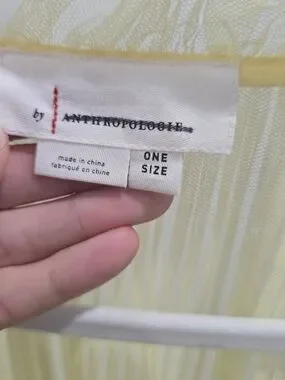 by ANTHROPOLOGIE
made in china
fabriqué en chine
ONE
SIZE